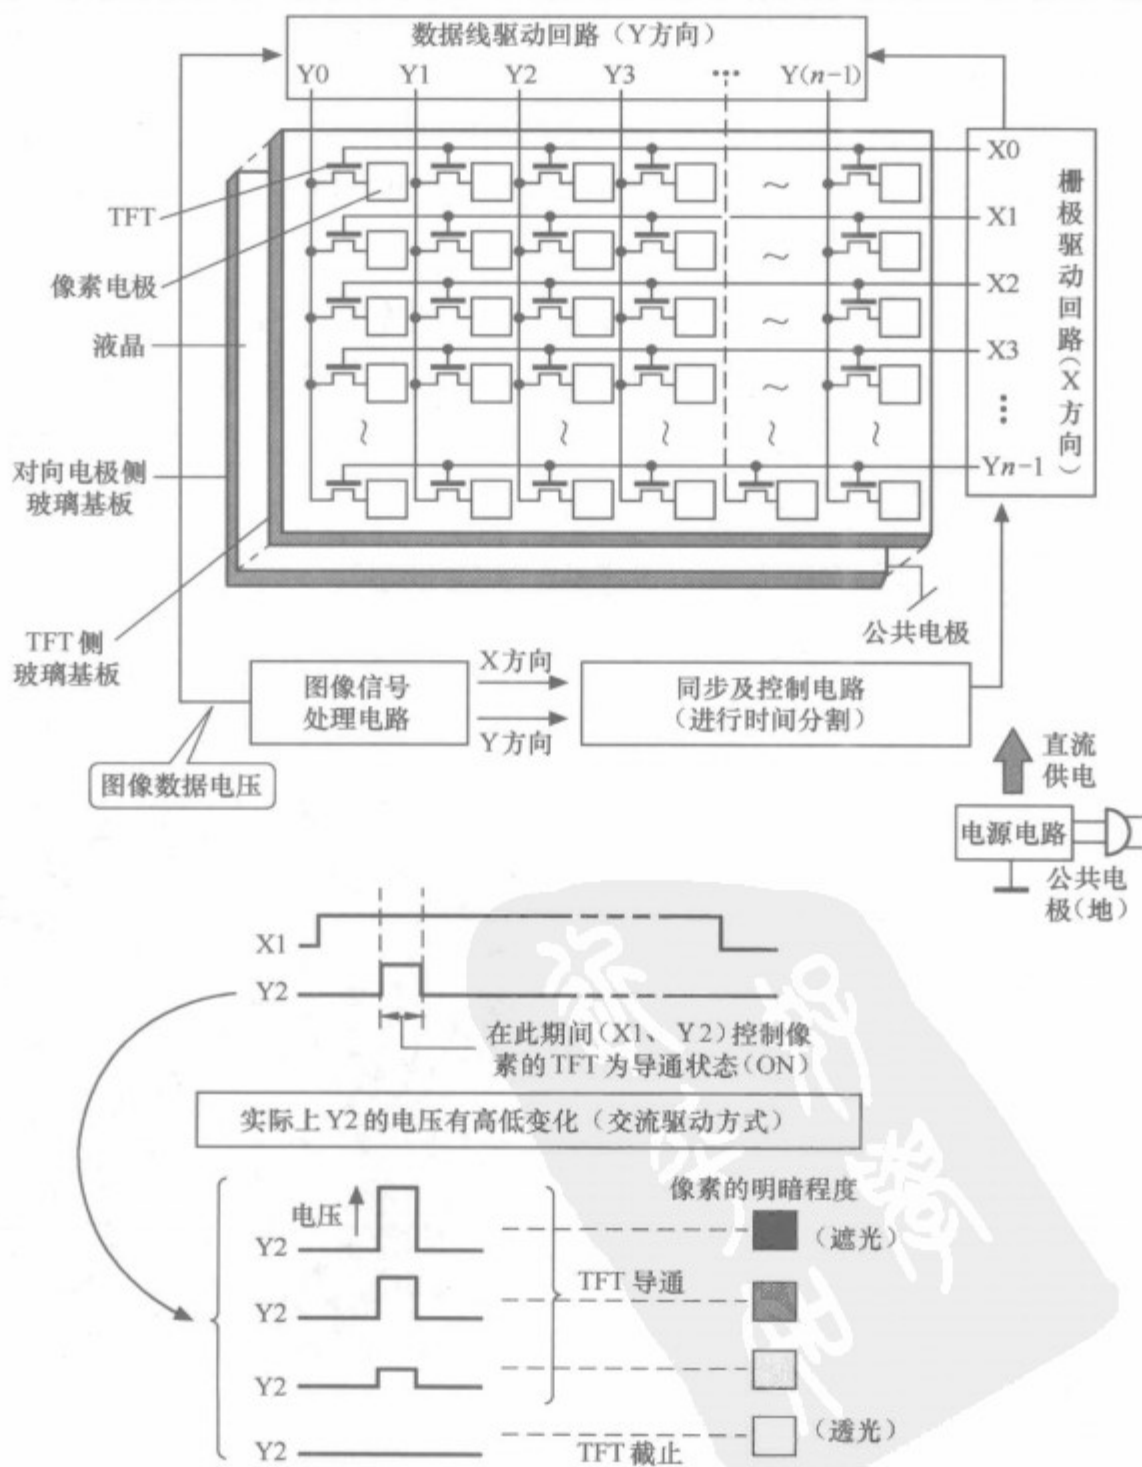 数据线驱动回路（Y方向）
Y0 Y1 Y2 Y3 … Y(n−1)
X0
X1
X2
X3
⋮
Yn−1
栅极驱动回路（X方向）
TFT
像素电极
液晶
对向电极侧
玻璃基板
TFT侧
玻璃基板
公共电极
图像信号
处理电路
X方向
Y方向
同步及控制电路
（进行时间分割）
图像数据电压
直流
供电
电源电路
公共电
极(地)
X1
Y2
在此期间(X1、Y2)控制像
素的TFT为导通状态(ON)
实际上Y2的电压有高低变化（交流驱动方式）
像素的明暗程度
电压
Y2
（遮光）
TFT导通
Y2
Y2
（透光）
Y2
TFT截止